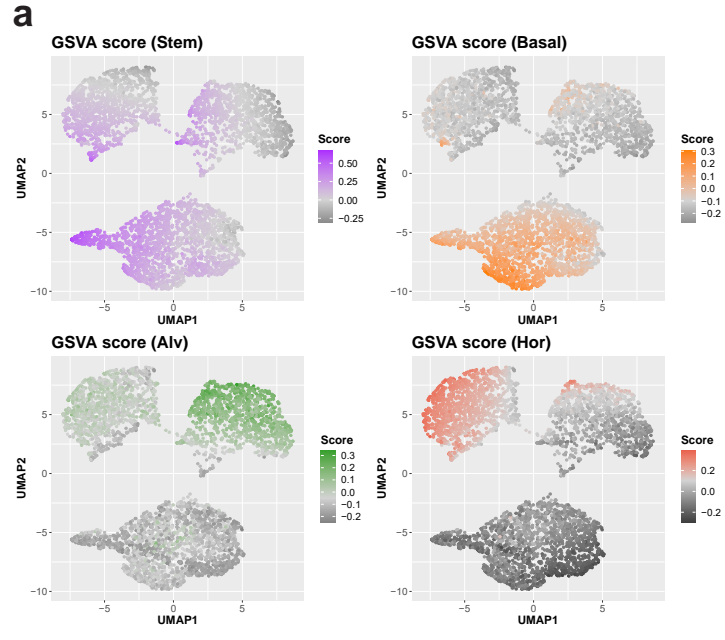 a
GSVA score (Stem)
UMAP2
5
0
−5
−10
−5
0
5
UMAP1
Score
0.50
0.25
0.00
−0.25
GSVA score (Basal)
UMAP2
5
0
−5
−10
−5
0
5
UMAP1
Score
0.3
0.2
0.1
0.0
−0.1
−0.2
GSVA score (Alv)
UMAP2
5
0
−5
−10
−5
0
5
UMAP1
Score
0.3
0.2
0.1
0.0
−0.1
−0.2
GSVA score (Hor)
UMAP2
5
0
−5
−10
−5
0
5
UMAP1
Score
0.2
0.0
−0.2